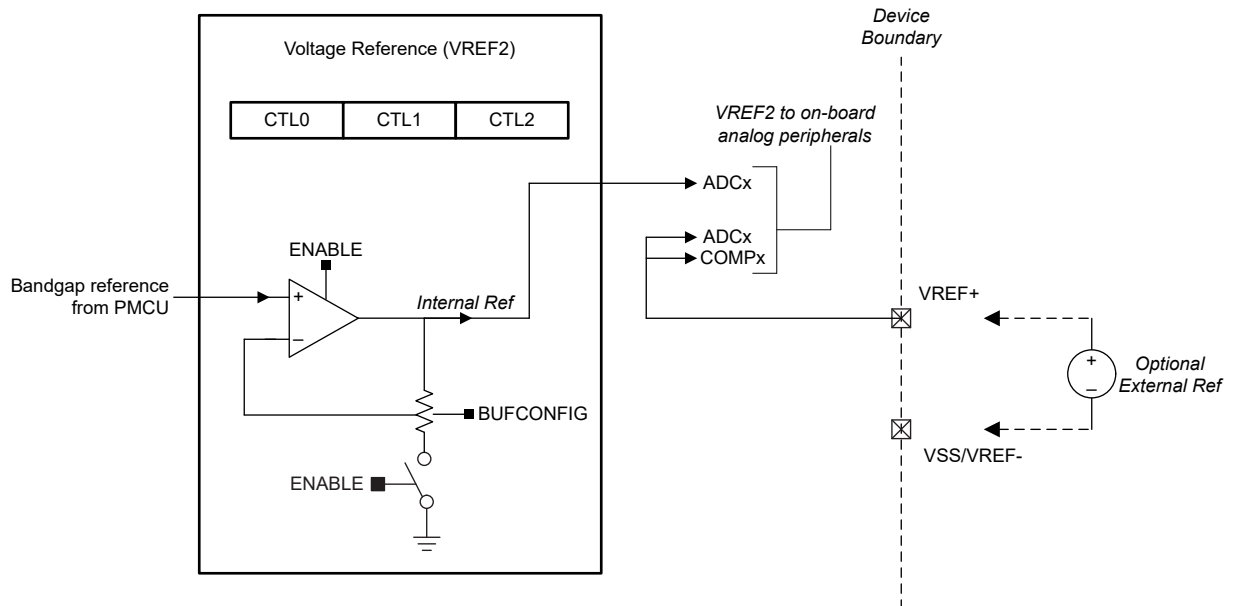 Device
Boundary
Voltage Reference (VREF2)
CTL0 CTL1 CTL2
VREF2 to on-board
analog peripherals
ADCx
ADCx
COMPx
ENABLE
Bandgap reference
from PMCU
+
−
Internal Ref
VREF+
+
−
Optional
External Ref
BUFCONFIG
VSS/VREF-
ENABLE